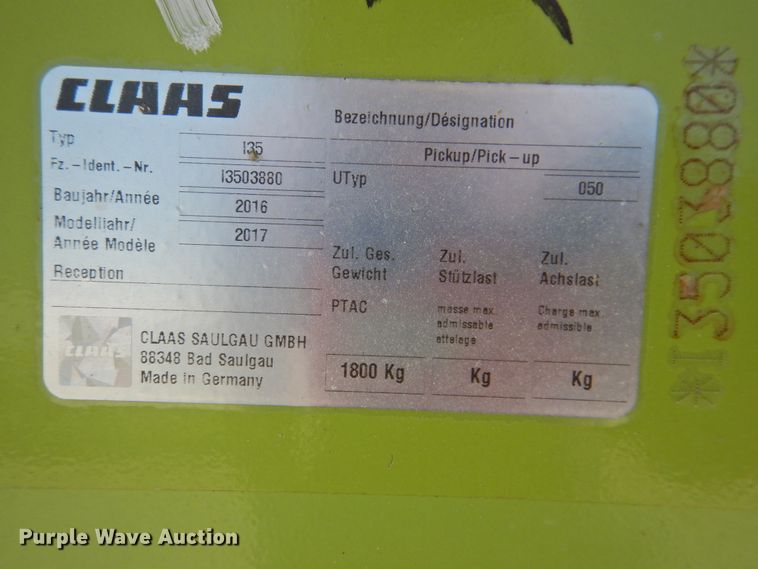 CLAAS
Bezeichnung/Désignation
Typ I35
Pickup/Pick-up
Fz.-Ident.-Nr. I3503880
UTyp 050
Baujahr/Année 2016
Modelljahr/
Année Modèle 2017
Zul. Ges.
Gewicht
Zul.
Stützlast
Zul.
Achslast
Reception
PTAC
masse max.
admissable
attelage
Charge max.
admissible
CLAAS
CLAAS SAULGAU GMBH
88348 Bad Saulgau
Made in Germany
1800 Kg
Kg
Kg
*I3503880*
Purple Wave Auction